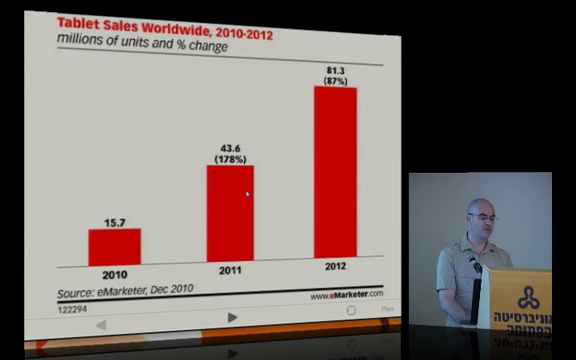 Tablet Sales Worldwide, 2010-2012
millions of units and % change
81.3
(87%)
43.6
(178%)
15.7
2010
2011
2012
Source: eMarketer, Dec 2010
www.eMarketer.com
122294